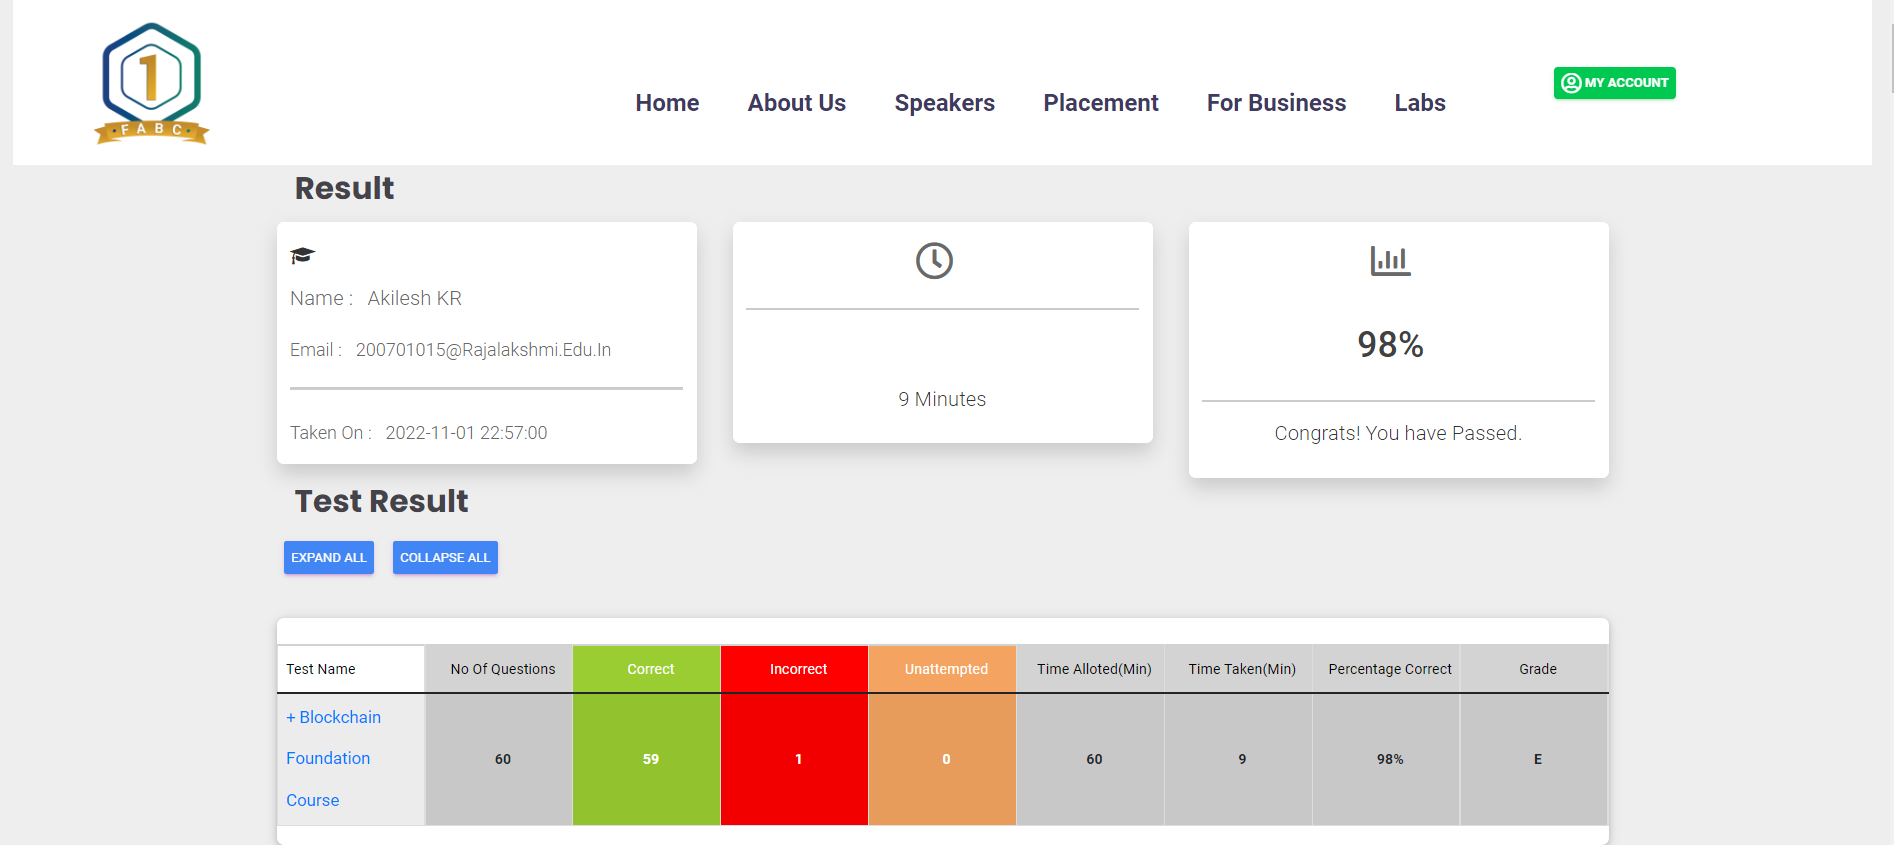 1
FABC
Home About Us Speakers Placement For Business Labs
MY ACCOUNT
Result
Name : Akilesh KR
Email : 200701015@Rajalakshmi.Edu.In
Taken On : 2022-11-01 22:57:00
9 Minutes
98%
Congrats! You have Passed.
Test Result
EXPAND ALL COLLAPSE ALL
Test Name No Of Questions Correct Incorrect Unattempted Time Alloted(Min) Time Taken(Min) Percentage Correct Grade
+ Blockchain
Foundation 60 59 1 0 60 9 98% E
Course